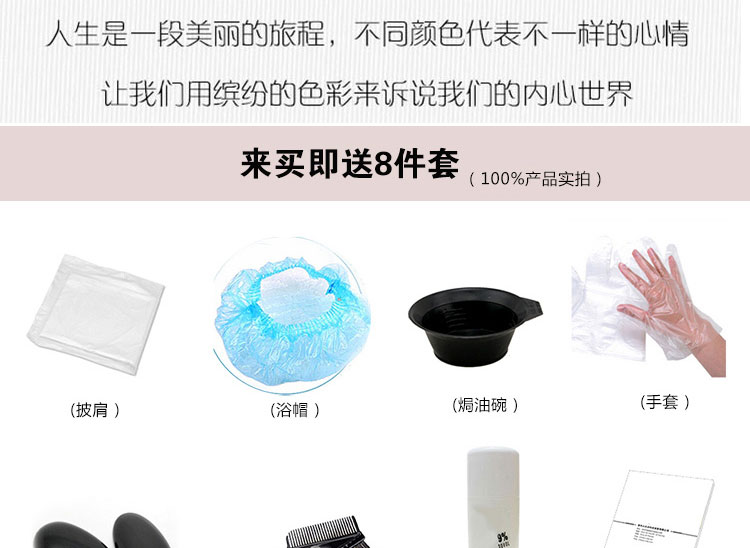 人生是一段美丽的旅程，不同颜色代表不一样的心情
让我们用缤纷的色彩来诉说我们的内心世界
来买即送8件套（100%产品实拍）
（披肩）
（浴帽）
（焗油碗）
（手套）
9%